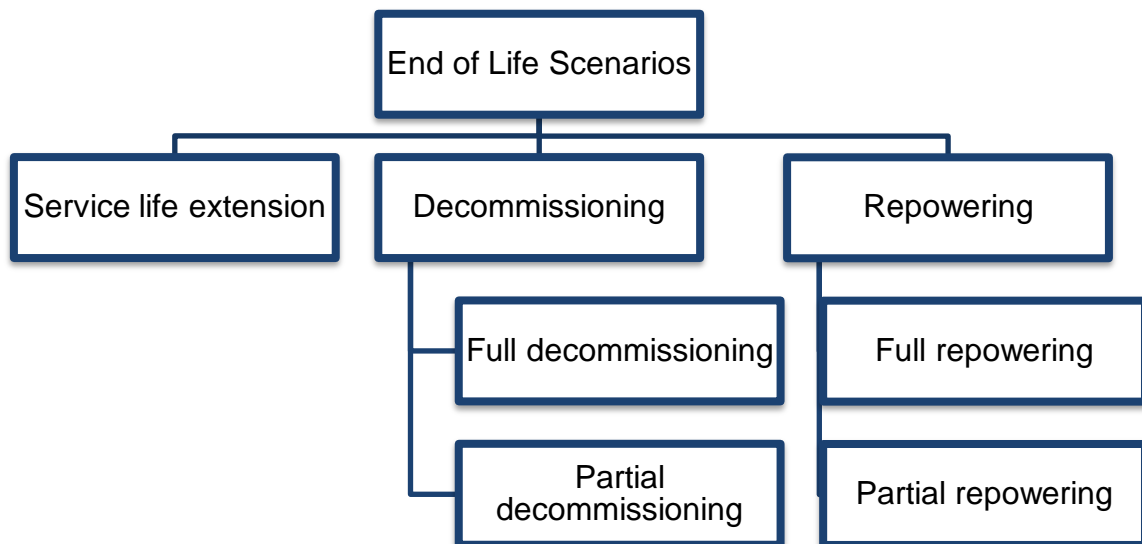 End of Life Scenarios
Service life extension
Decommissioning
Repowering
Full decommissioning
Full repowering
Partial
decommissioning
Partial repowering